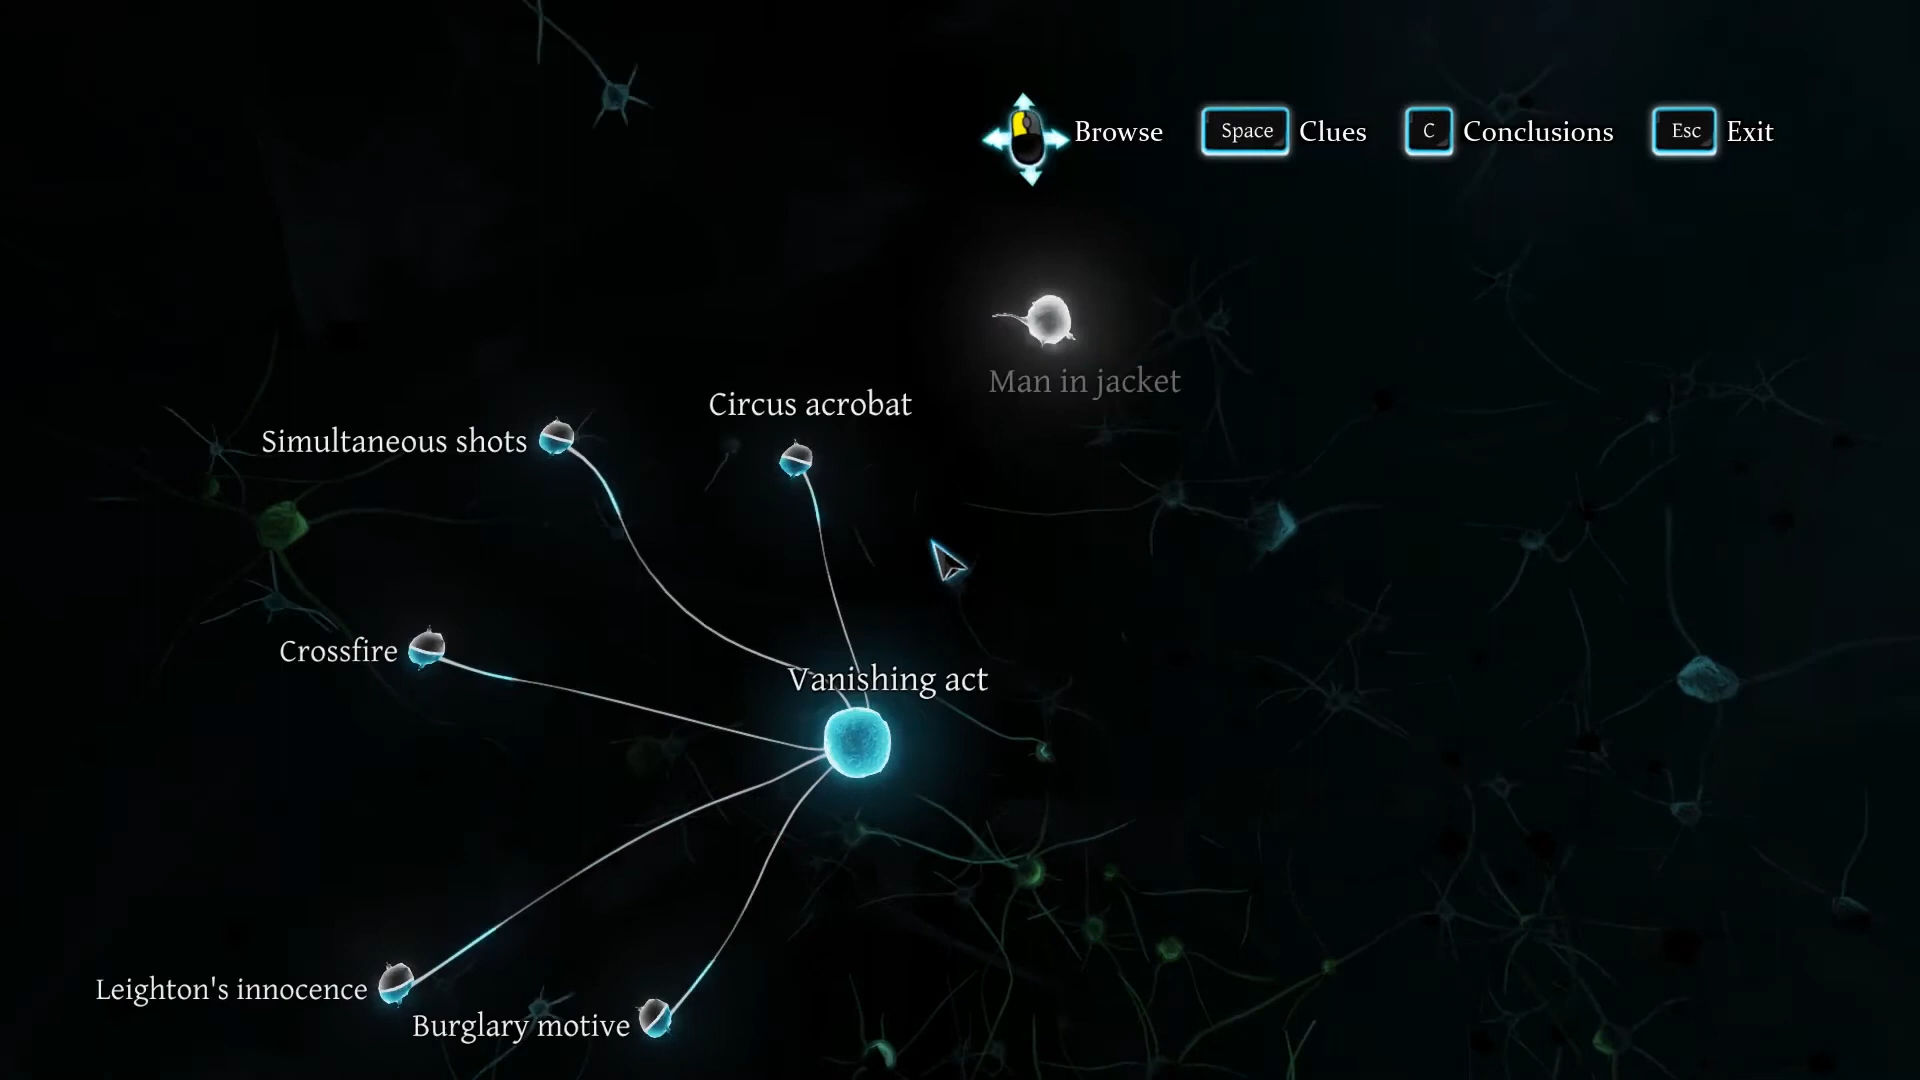 Browse
Space Clues
C Conclusions
Esc Exit
Man in jacket
Circus acrobat
Simultaneous shots
Crossfire
Vanishing act
Leighton's innocence
Burglary motive